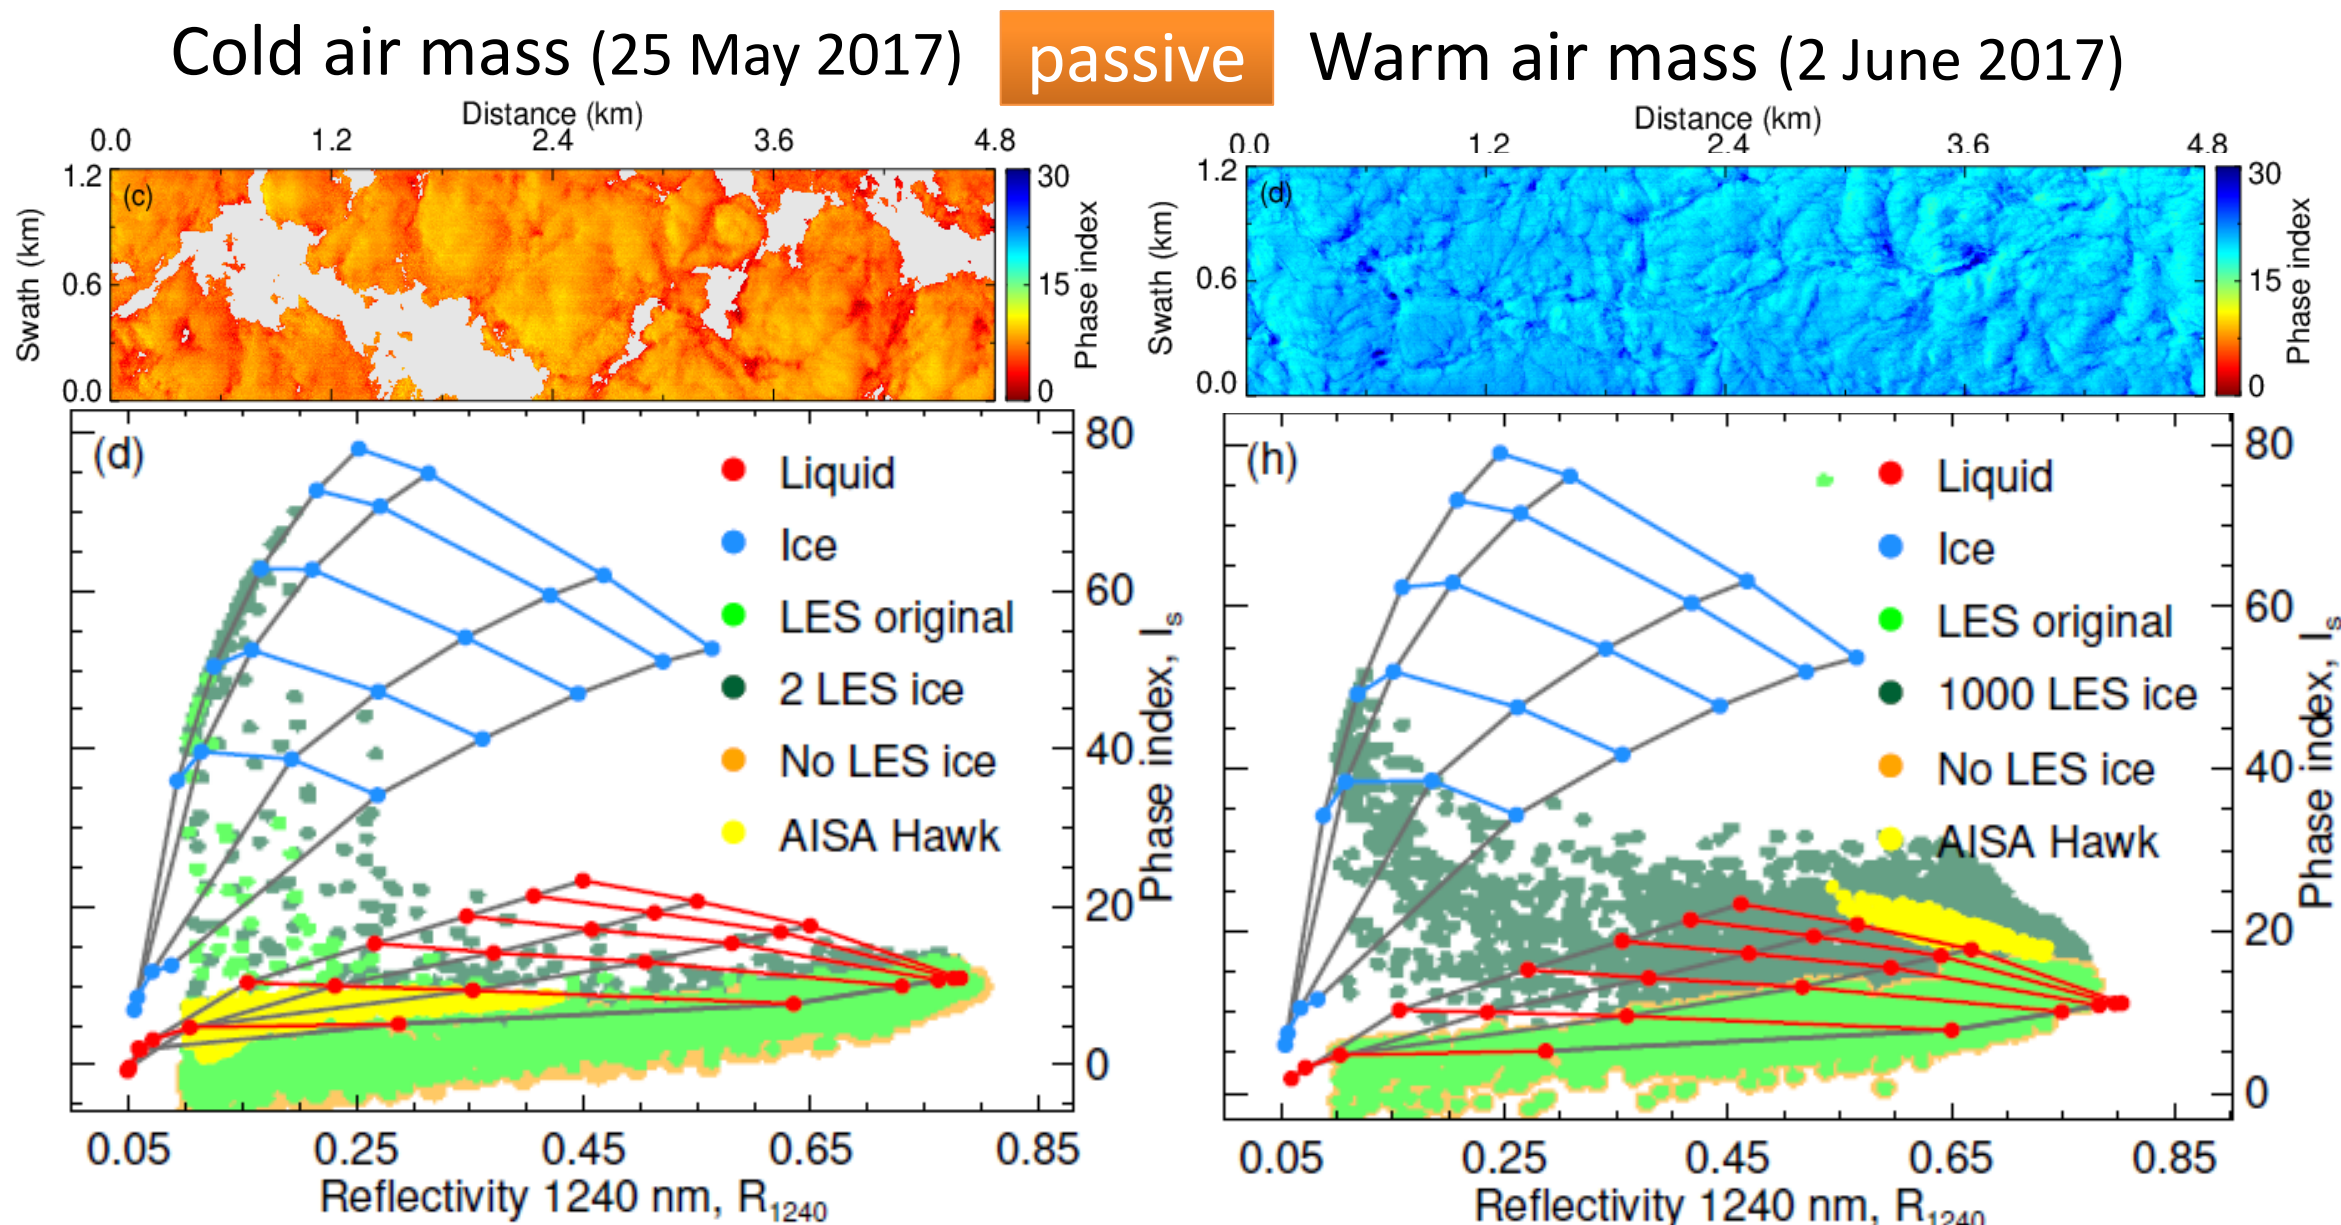 Cold air mass (25 May 2017)
passive
Warm air mass (2 June 2017)
Distance (km)
0.0 1.2 2.4 3.6 4.8
1.2
0.6
0.0
Swath (km)
(c)
30
15
0
Phase index
Distance (km)
0.0 1.2 2.4 3.6 4.8
1.2
0.6
0.0
Swath (km)
(d)
30
15
0
Phase index
(d)
Liquid
Ice
LES original
2 LES ice
No LES ice
AISA Hawk
80
60
40
20
0
Phase index, Is
0.05 0.25 0.45 0.65 0.85
Reflectivity 1240 nm, R1240
(h)
Liquid
Ice
LES original
1000 LES ice
No LES ice
AISA Hawk
80
60
40
20
0
Phase index, Is
0.05 0.25 0.45 0.65 0.85
Reflectivity 1240 nm, R1240